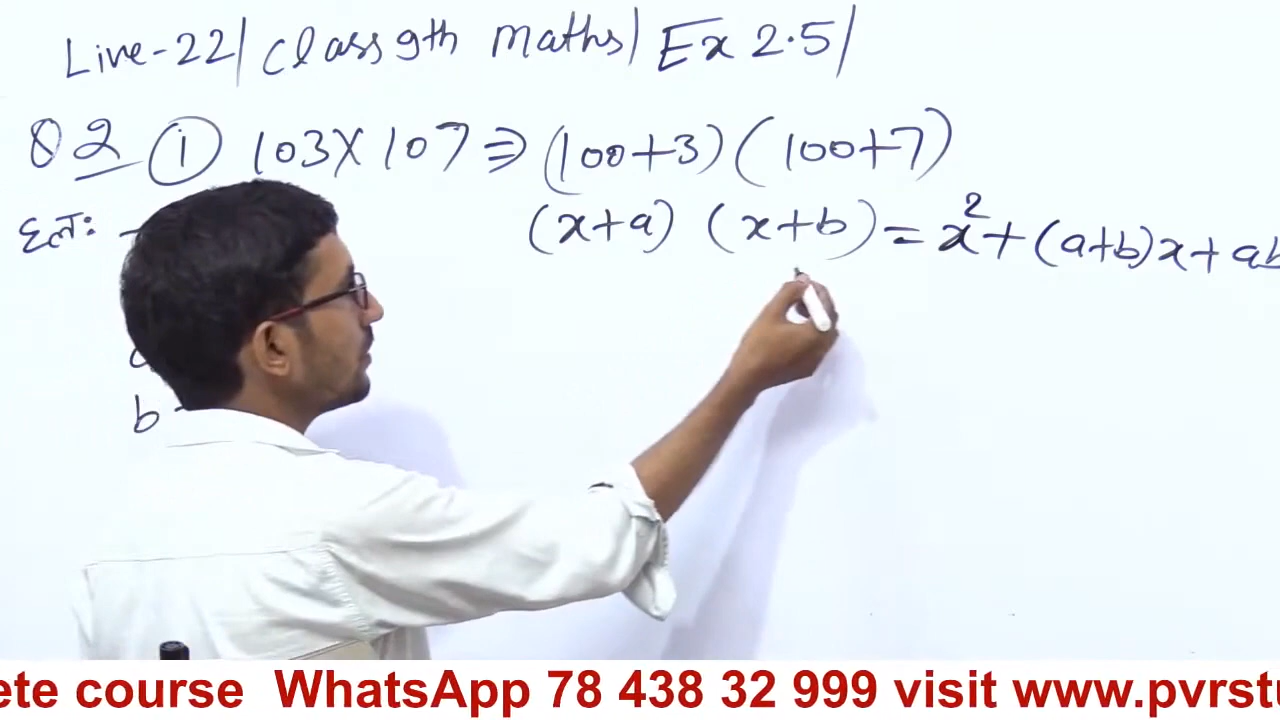 Live-22| Class 9th maths| Ex 2.5|
Q 2 ① 103 X 107 ⇒ (100+3) (100+7)
हल:- (x+a) (x+b) = x²+(a+b)x+ab
b
ete course WhatsApp 78 438 32 999 visit www.pvrstu